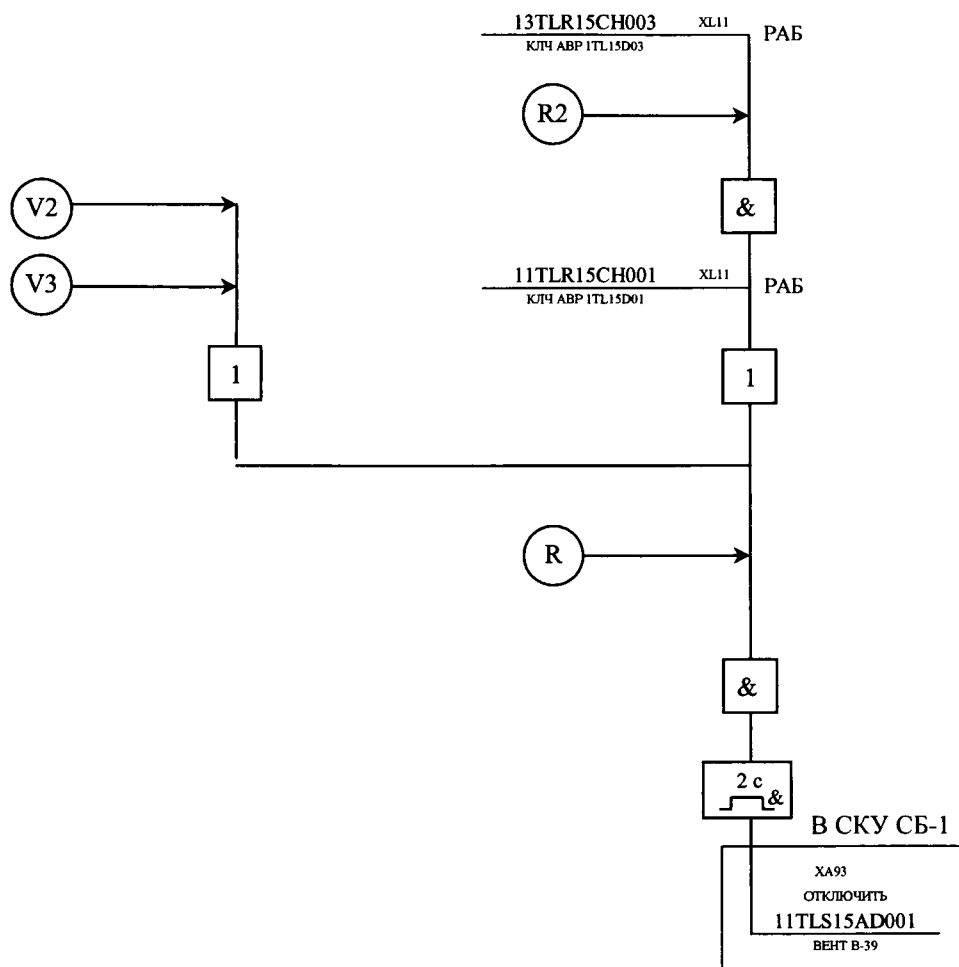 13TLR15CH003 XL11 РАБ
КЛЧ АВР 1TL15D03
R2
V2
&
V3
11TLR15CH001 XL11 РАБ
КЛЧ АВР 1TL15D01
1
1
R
&
2 с
&
В СКУ СБ-1
XA93
ОТКЛЮЧИТЬ
11TLS15AD001
ВЕНТ В-39